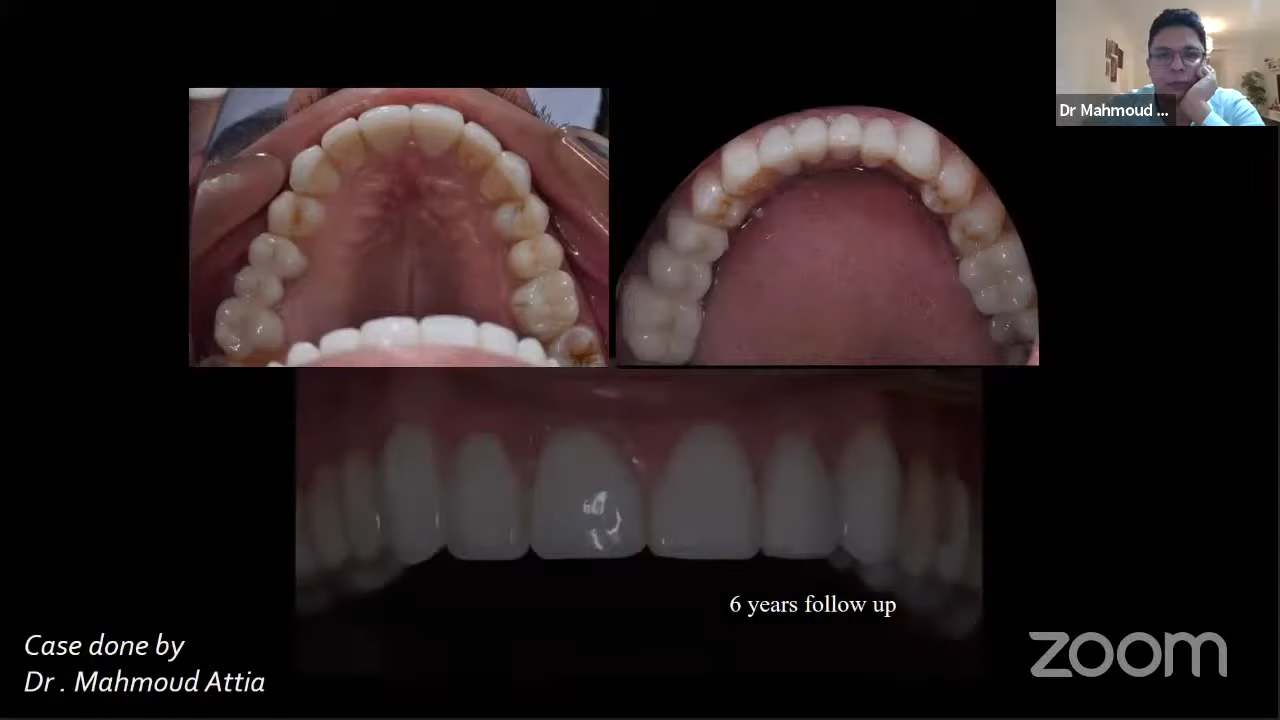 Dr Mahmoud ...
6 years follow up
Case done by
Dr . Mahmoud Attia
zoom